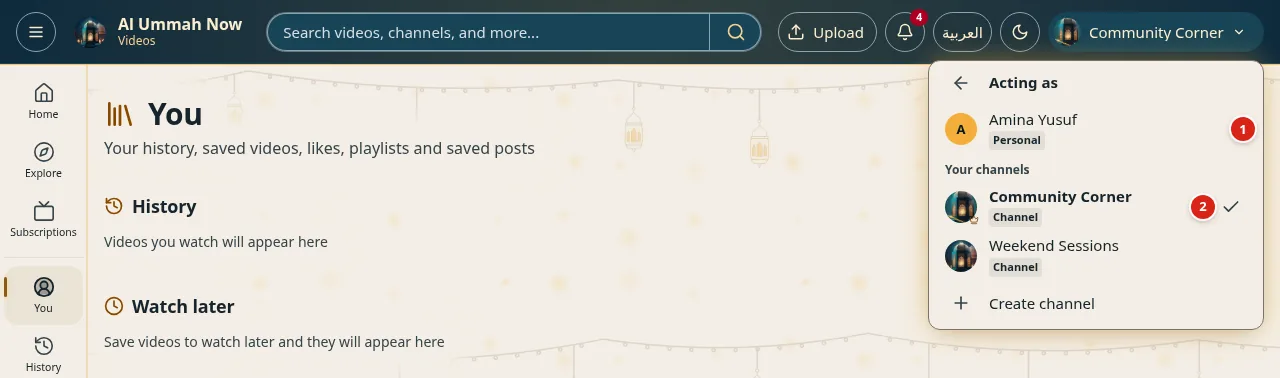 Al Ummah Now
Videos
Search videos, channels, and more...
Upload
4
العربية
Community Corner
Home
Explore
Subscriptions
You
History
You
Your history, saved videos, likes, playlists and saved posts
History
Videos you watch will appear here
Watch later
Save videos to watch later and they will appear here
Acting as
A
Amina Yusuf
Personal
1
Your channels
Community Corner
Channel
2
Weekend Sessions
Channel
Create channel